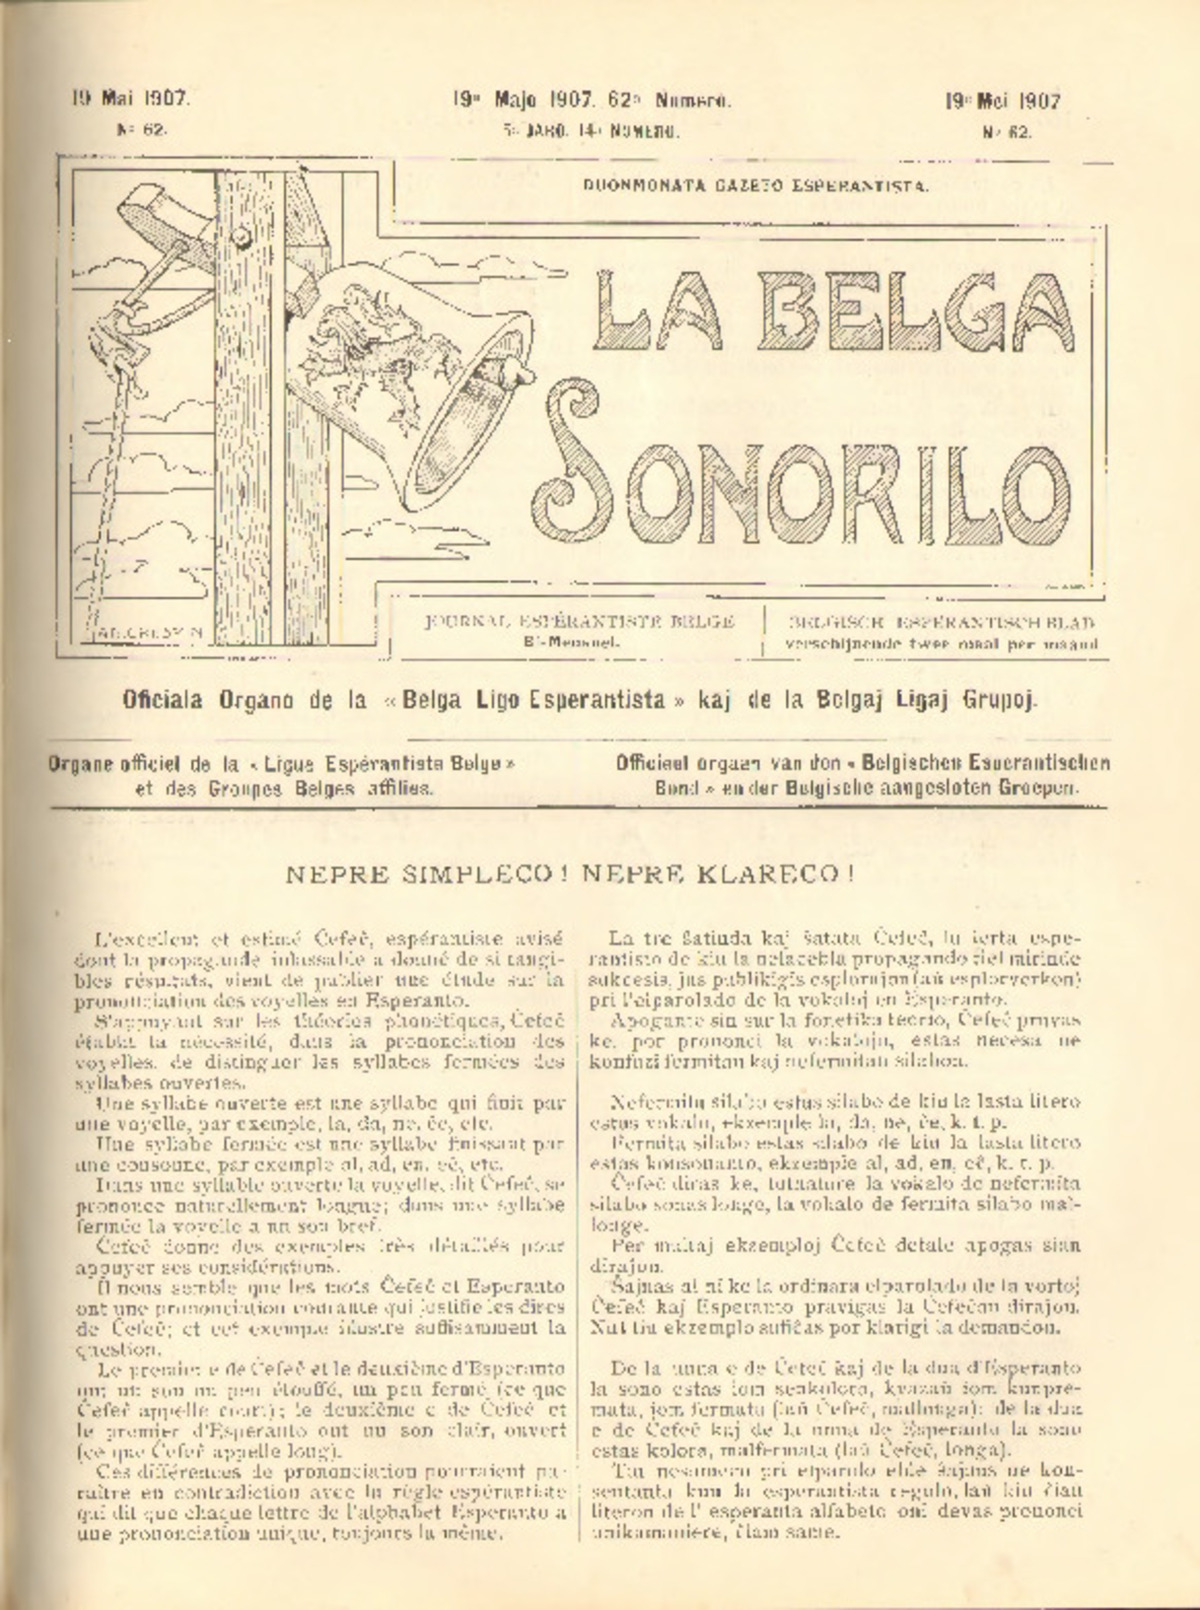 19 Mai 1907.
19a Majo 1907. 62a Numero.
19e Mei 1907
No 62.
5a JARO. 14a NUMERO.
No 62.
DUONMONATA GAZETO ESPERANTISTA.
LA BELGA
SONORILO
AD. CRESPIN
JOURNAL ESPÉRANTISTE BELGE
Bi-Mensuel.
BELGISCH ESPERANTISCH BLAD
verschijnende twee maal per maand
Oficiala Organo de la « Belga Ligo Esperantista » kaj de la Belgaj Ligaj Grupoj.
Organe officiel de la « Ligue Espérantiste Belge »
et des Groupes Belges affiliés.
Officieel orgaan van den « Belgischen Esperantischen
Bond » en der Belgische aangesloten Groepen.
NEPRE SIMPLECO ! NEPRE KLARECO !
L'excellent et estimé Ĉefeĉ, espérantiste avisé
dont la propagande inlassable a donné de si tangi-
bles résultats, vient de publier une étude sur la
prononciation des voyelles en Esperanto.
S'appuyant sur les théories phonétiques, Ĉefeĉ
établit la nécessité, dans la prononciation des
voyelles, de distinguer les syllabes fermées des
syllabes ouvertes.
Une syllabe ouverte est une syllabe qui finit par
une voyelle, par exemple, la, da, ne, ĉe, etc.
Une syllabe fermée est une syllabe finissant par
une consonne, par exemple al, ad, en, eĉ, etc.
Dans une syllable ouverte la voyelle, dit Ĉefeĉ, se
prononce naturellement longue; dans une syllabe
fermée la voyelle a un son bref.
Ĉefeĉ donne des exemples très détaillés pour
appuyer ses considérations.
Il nous semble que les mots Ĉefeĉ et Esperanto
ont une prononciation courante qui justifie les dires
de Ĉefeĉ; et cet exemple illustre suffisamment la
question.
Le premier e de Ĉefeĉ et le deuxième d'Esperanto
ont un son un peu étouffé, un peu fermé (ce que
Ĉefeĉ appelle court); le deuxième e de Ĉefeĉ et
le premier d'Esperanto ont un son clair, ouvert
(ce que Ĉefeĉ appelle long).
Ces différences de prononciation pourraient pa-
raître en contradiction avec la règle espérantiste
qui dit que chaque lettre de l'alphabet Esperanto a
une prononciation unique, toujours la même.
La tre ŝatinda kaj ŝatata Ĉefeĉ, lu lerta espe-
rantisto de kiu la nelacebla propagando tiel mirinde
sukcesis, ĵus publikigis esploraĵon (aŭ esplorverkon)
pri l'elparolado de la vokaloj en Esperanto.
Apogante sin sur la fonetika teorio, Ĉefeĉ pruvas
ke, por prononci la vokalojn, estas necesa ne
konfuzi fermitan kaj nefermitan silabon.
Nefermita silabo estas silabo de kiu la lasta litero
estas vokalo, ekzemple la, da, ne, ĉe, k. t. p.
Fermita silabo estas silabo de kiu la lasta litero
estas konsonanto, ekzemple al, ad, en, eĉ, k. t. p.
Ĉefeĉ diras ke, lutnature la vokalo de nefermita
silabo sonas longe, la vokalo de fermita silabo mal-
longe.
Per multaj ekzemploj Ĉefeĉ detale apogas sian
diraĵon.
Ŝajnas al ni ke la ordinara elparolado de la vortoj
Ĉefeĉ kaj Esperanto pravigas la Ĉefeĉan diraĵon.
Nur tiu ekzemplo sufiĉas por klarigi la demandon.
De la unua e de Ĉefeĉ kaj de la dua d'Esperanto
la sono estas iom senkolora, kvazaŭ iom kunpre-
mata, iom fermata (laŭ Ĉefeĉ, mallonga): de la dua
e de Ĉefeĉ kaj de la unua de Esperanto la sono
estas kolora, malfermata (laŭ Ĉefeĉ, longa).
Tiu nesameco pri elparolo eble ŝajnas ne kon-
sentanta kun la esperantista regulo, laŭ kiu ĉian
literon de l' esperanta alfabeto oni devas prononci
unikamaniere, ĉiam same.